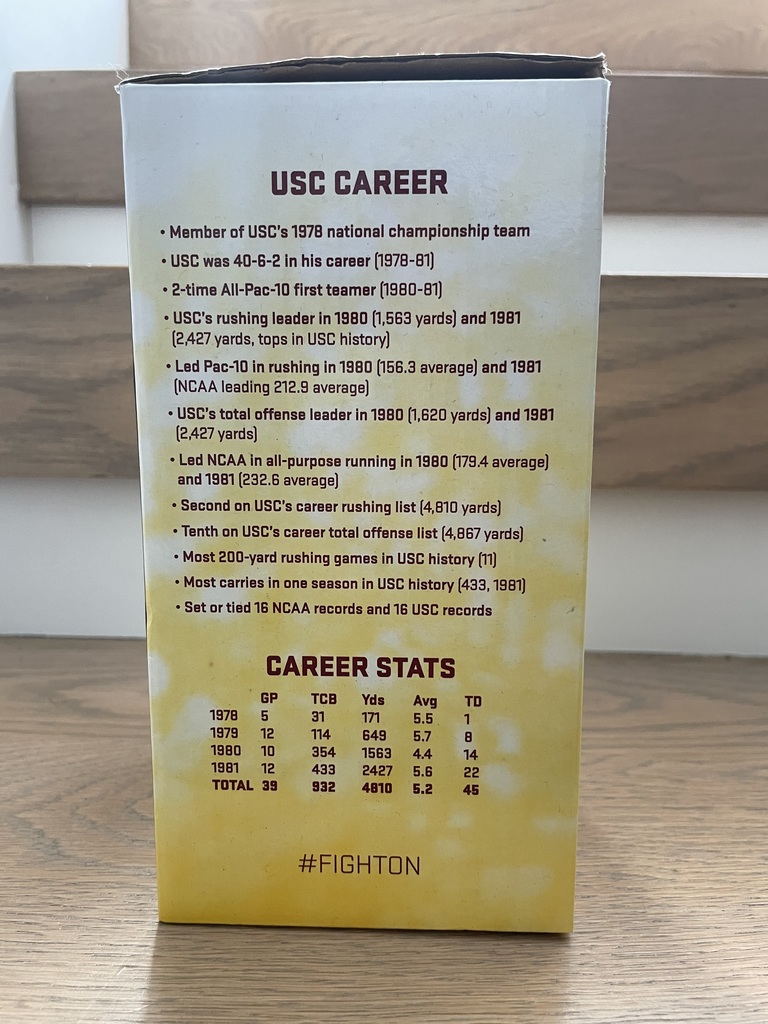 USC CAREER
• Member of USC's 1978 national championship team
• USC was 40-6-2 in his career (1978-81)
• 2-time All-Pac-10 first teamer (1980-81)
• USC's rushing leader in 1980 (1,563 yards) and 1981
(2,427 yards, tops in USC history)
• Led Pac-10 in rushing in 1980 (156.3 average) and 1981
(NCAA leading 212.9 average)
• USC's total offense leader in 1980 (1,620 yards) and 1981
(2,427 yards)
• Led NCAA in all-purpose running in 1980 (179.4 average)
and 1981 (232.6 average)
• Second on USC's career rushing list (4,810 yards)
• Tenth on USC's career total offense list (4,867 yards)
• Most 200-yard rushing games in USC history (11)
• Most carries in one season in USC history (433, 1981)
• Set or tied 16 NCAA records and 16 USC records
CAREER STATS
GP TCB Yds Avg TD
1978 5 31 171 5.5 1
1979 12 114 649 5.7 8
1980 10 354 1563 4.4 14
1981 12 433 2427 5.6 22
TOTAL 39 932 4810 5.2 45
#FIGHTON